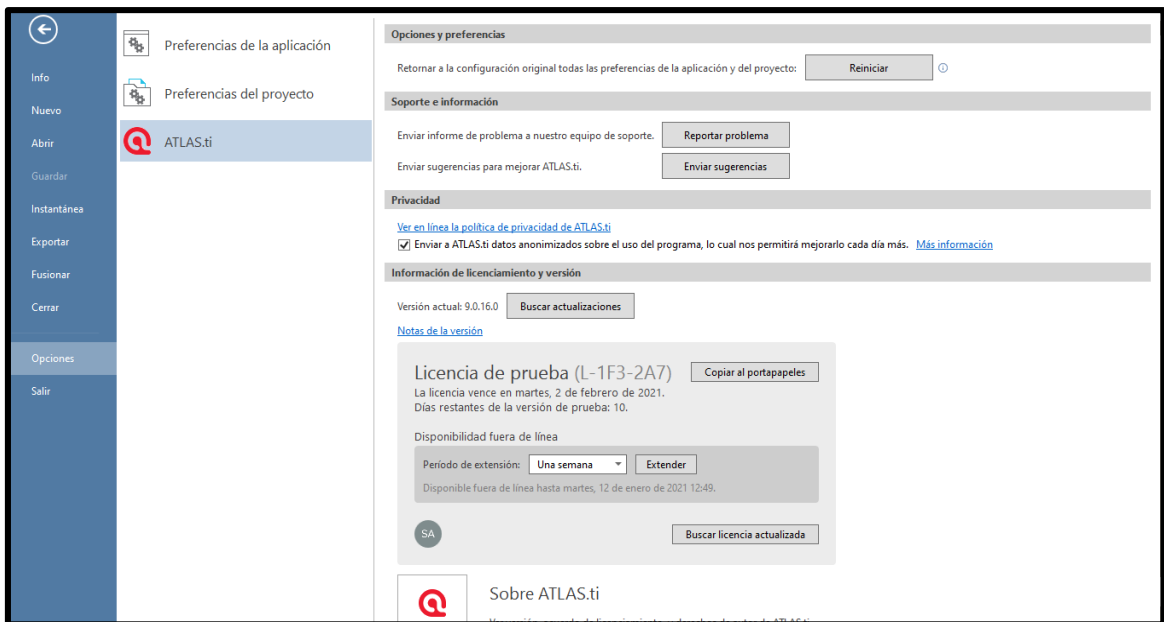 Info
Nuevo
Abrir
Guardar
Instantánea
Exportar
Fusionar
Cerrar
Opciones
Salir
Preferencias de la aplicación
Preferencias del proyecto
ATLAS.ti
Opciones y preferencias
Retornar a la configuración original todas las preferencias de la aplicación y del proyecto: Reiniciar
Soporte e información
Enviar informe de problema a nuestro equipo de soporte. Reportar problema
Enviar sugerencias para mejorar ATLAS.ti. Enviar sugerencias
Privacidad
Ver en línea la política de privacidad de ATLAS.ti
Enviar a ATLAS.ti datos anonimizados sobre el uso del programa, lo cual nos permitirá mejorarlo cada día más. Más información
Información de licenciamiento y versión
Versión actual: 9.0.16.0 Buscar actualizaciones
Notas de la versión
Licencia de prueba (L-1F3-2A7) Copiar al portapapeles
La licencia vence en martes, 2 de febrero de 2021.
Días restantes de la versión de prueba: 10.
Disponibilidad fuera de línea
Período de extensión: Una semana Extender
Disponible fuera de línea hasta martes, 12 de enero de 2021 12:49.
SA Buscar licencia actualizada
Sobre ATLAS.ti